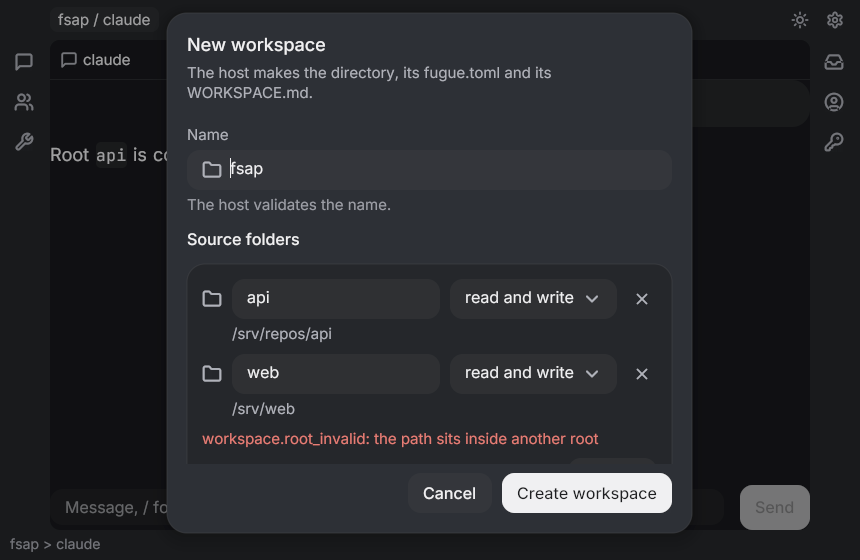 fsap / claude
claude
Root api is co
New workspace
The host makes the directory, its fugue.toml and its
WORKSPACE.md.
Name
fsap
The host validates the name.
Source folders
api
read and write
/srv/repos/api
web
read and write
/srv/web
workspace.root_invalid: the path sits inside another root
Cancel
Create workspace
Message, / fo
Send
fsap > claude